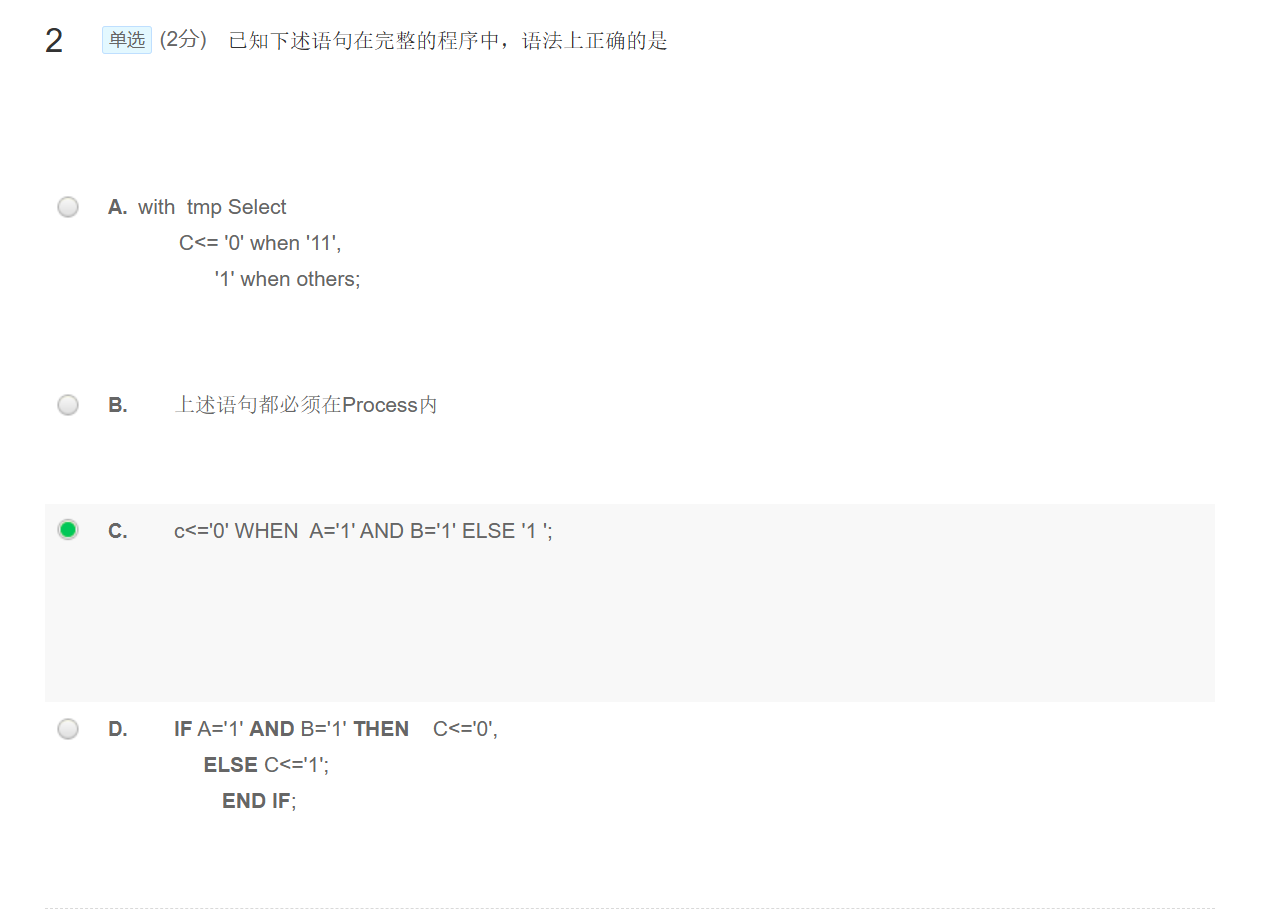 2 单选 (2分) 已知下述语句在完整的程序中，语法上正确的是
A. with tmp Select
C<= '0' when '11',
'1' when others;
B. 上述语句都必须在Process内
C. c<='0' WHEN A='1' AND B='1' ELSE '1 ';
D. IF A='1' AND B='1' THEN C<='0',
ELSE C<='1';
END IF;